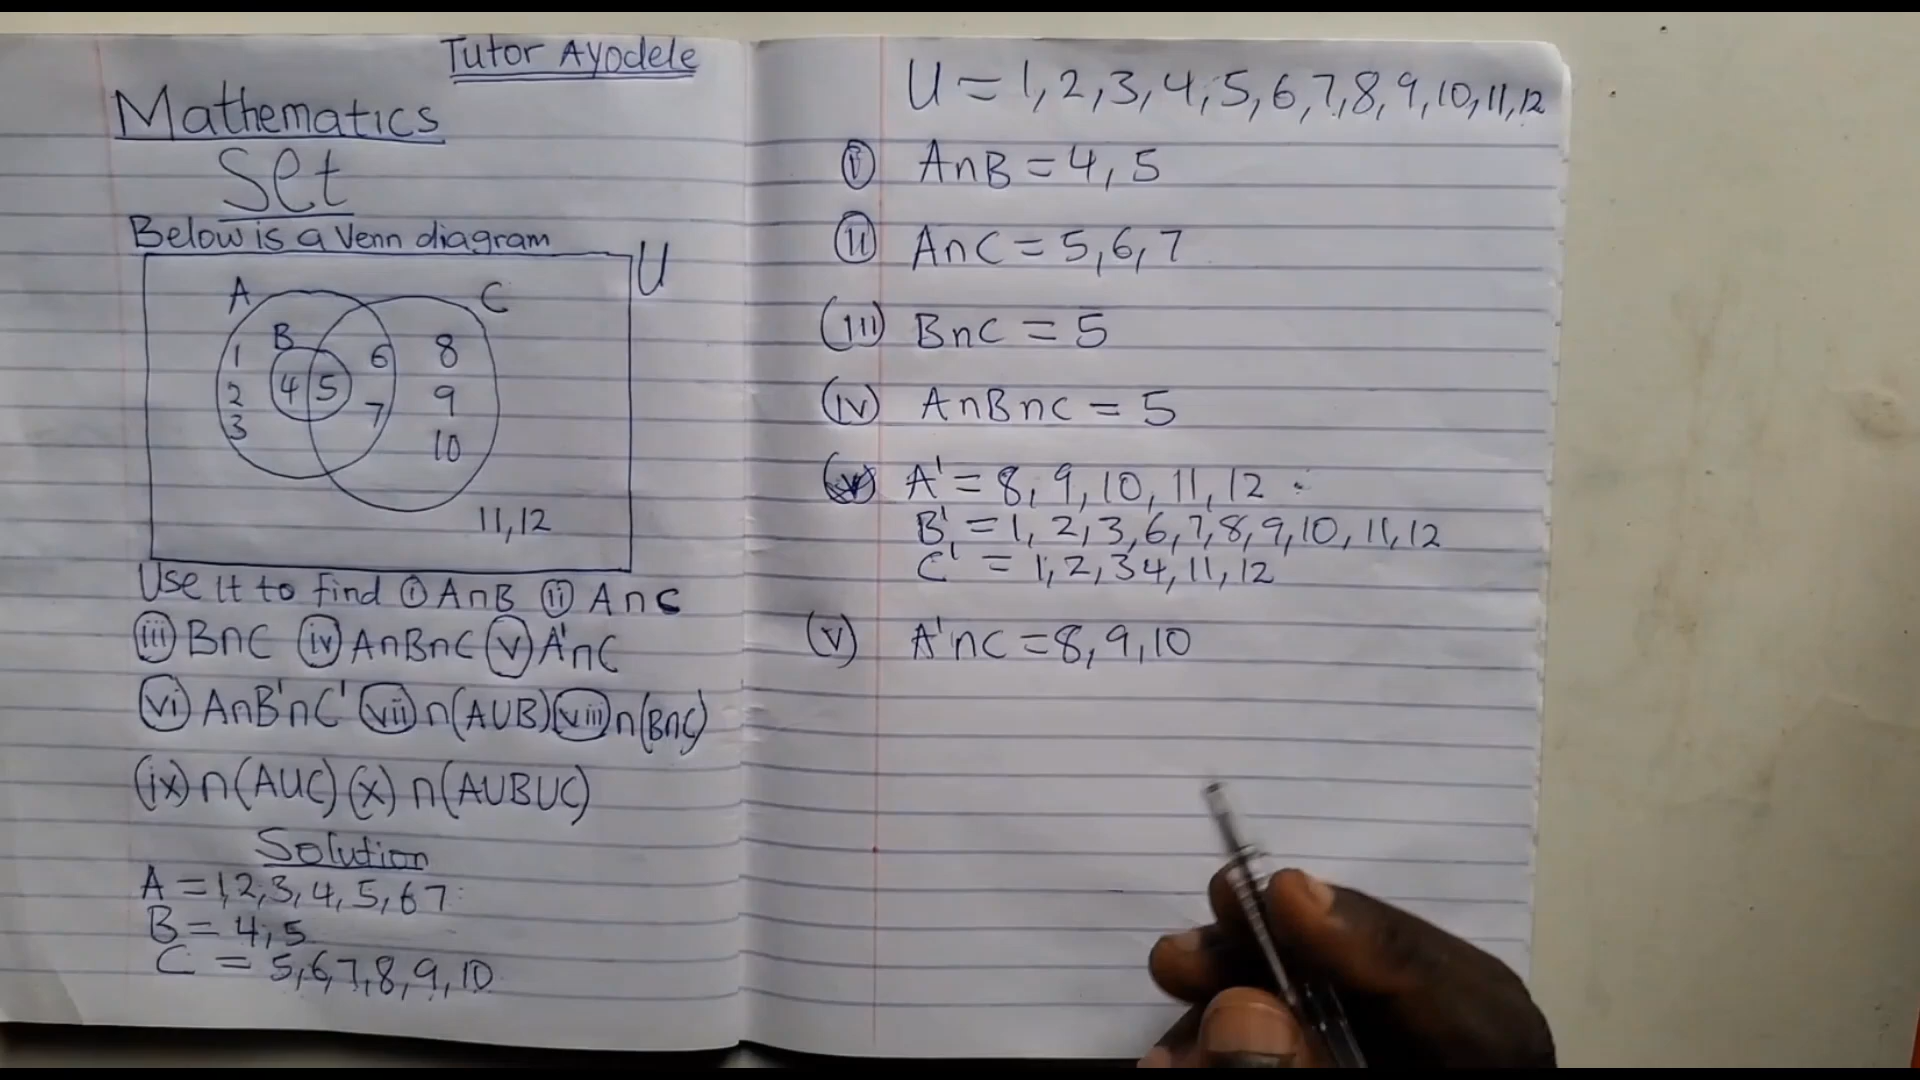 Tutor Ayodele
Mathematics
Set
Below is a Venn diagram
U
A
C
B
1
6
8
2
4
5
9
3
7
10
11,12
Use it to find (i) A∩B (ii) A∩C
(iii) B∩C (iv) A∩B∩C (v) A'∩C
(vi) A∩B'∩C' (vii) n(AUB) (viii) n(B∩C)
(ix) n(AUC) (x) n(AUBUC)
Solution
A = 1,2,3,4,5,6 7
B = 4,5
C = 5,6,7,8,9,10
U = 1,2,3,4,5,6,7,8,9,10,11,12
(i) A∩B = 4,5
(ii) A∩C = 5,6,7
(iii) B∩C = 5
(iv) A∩B∩C = 5
A' = 8,9,10,11,12
B' = 1,2,3,6,7,8,9,10,11,12
C' = 1,2,3 4,11,12
(v) A'∩C = 8,9,10